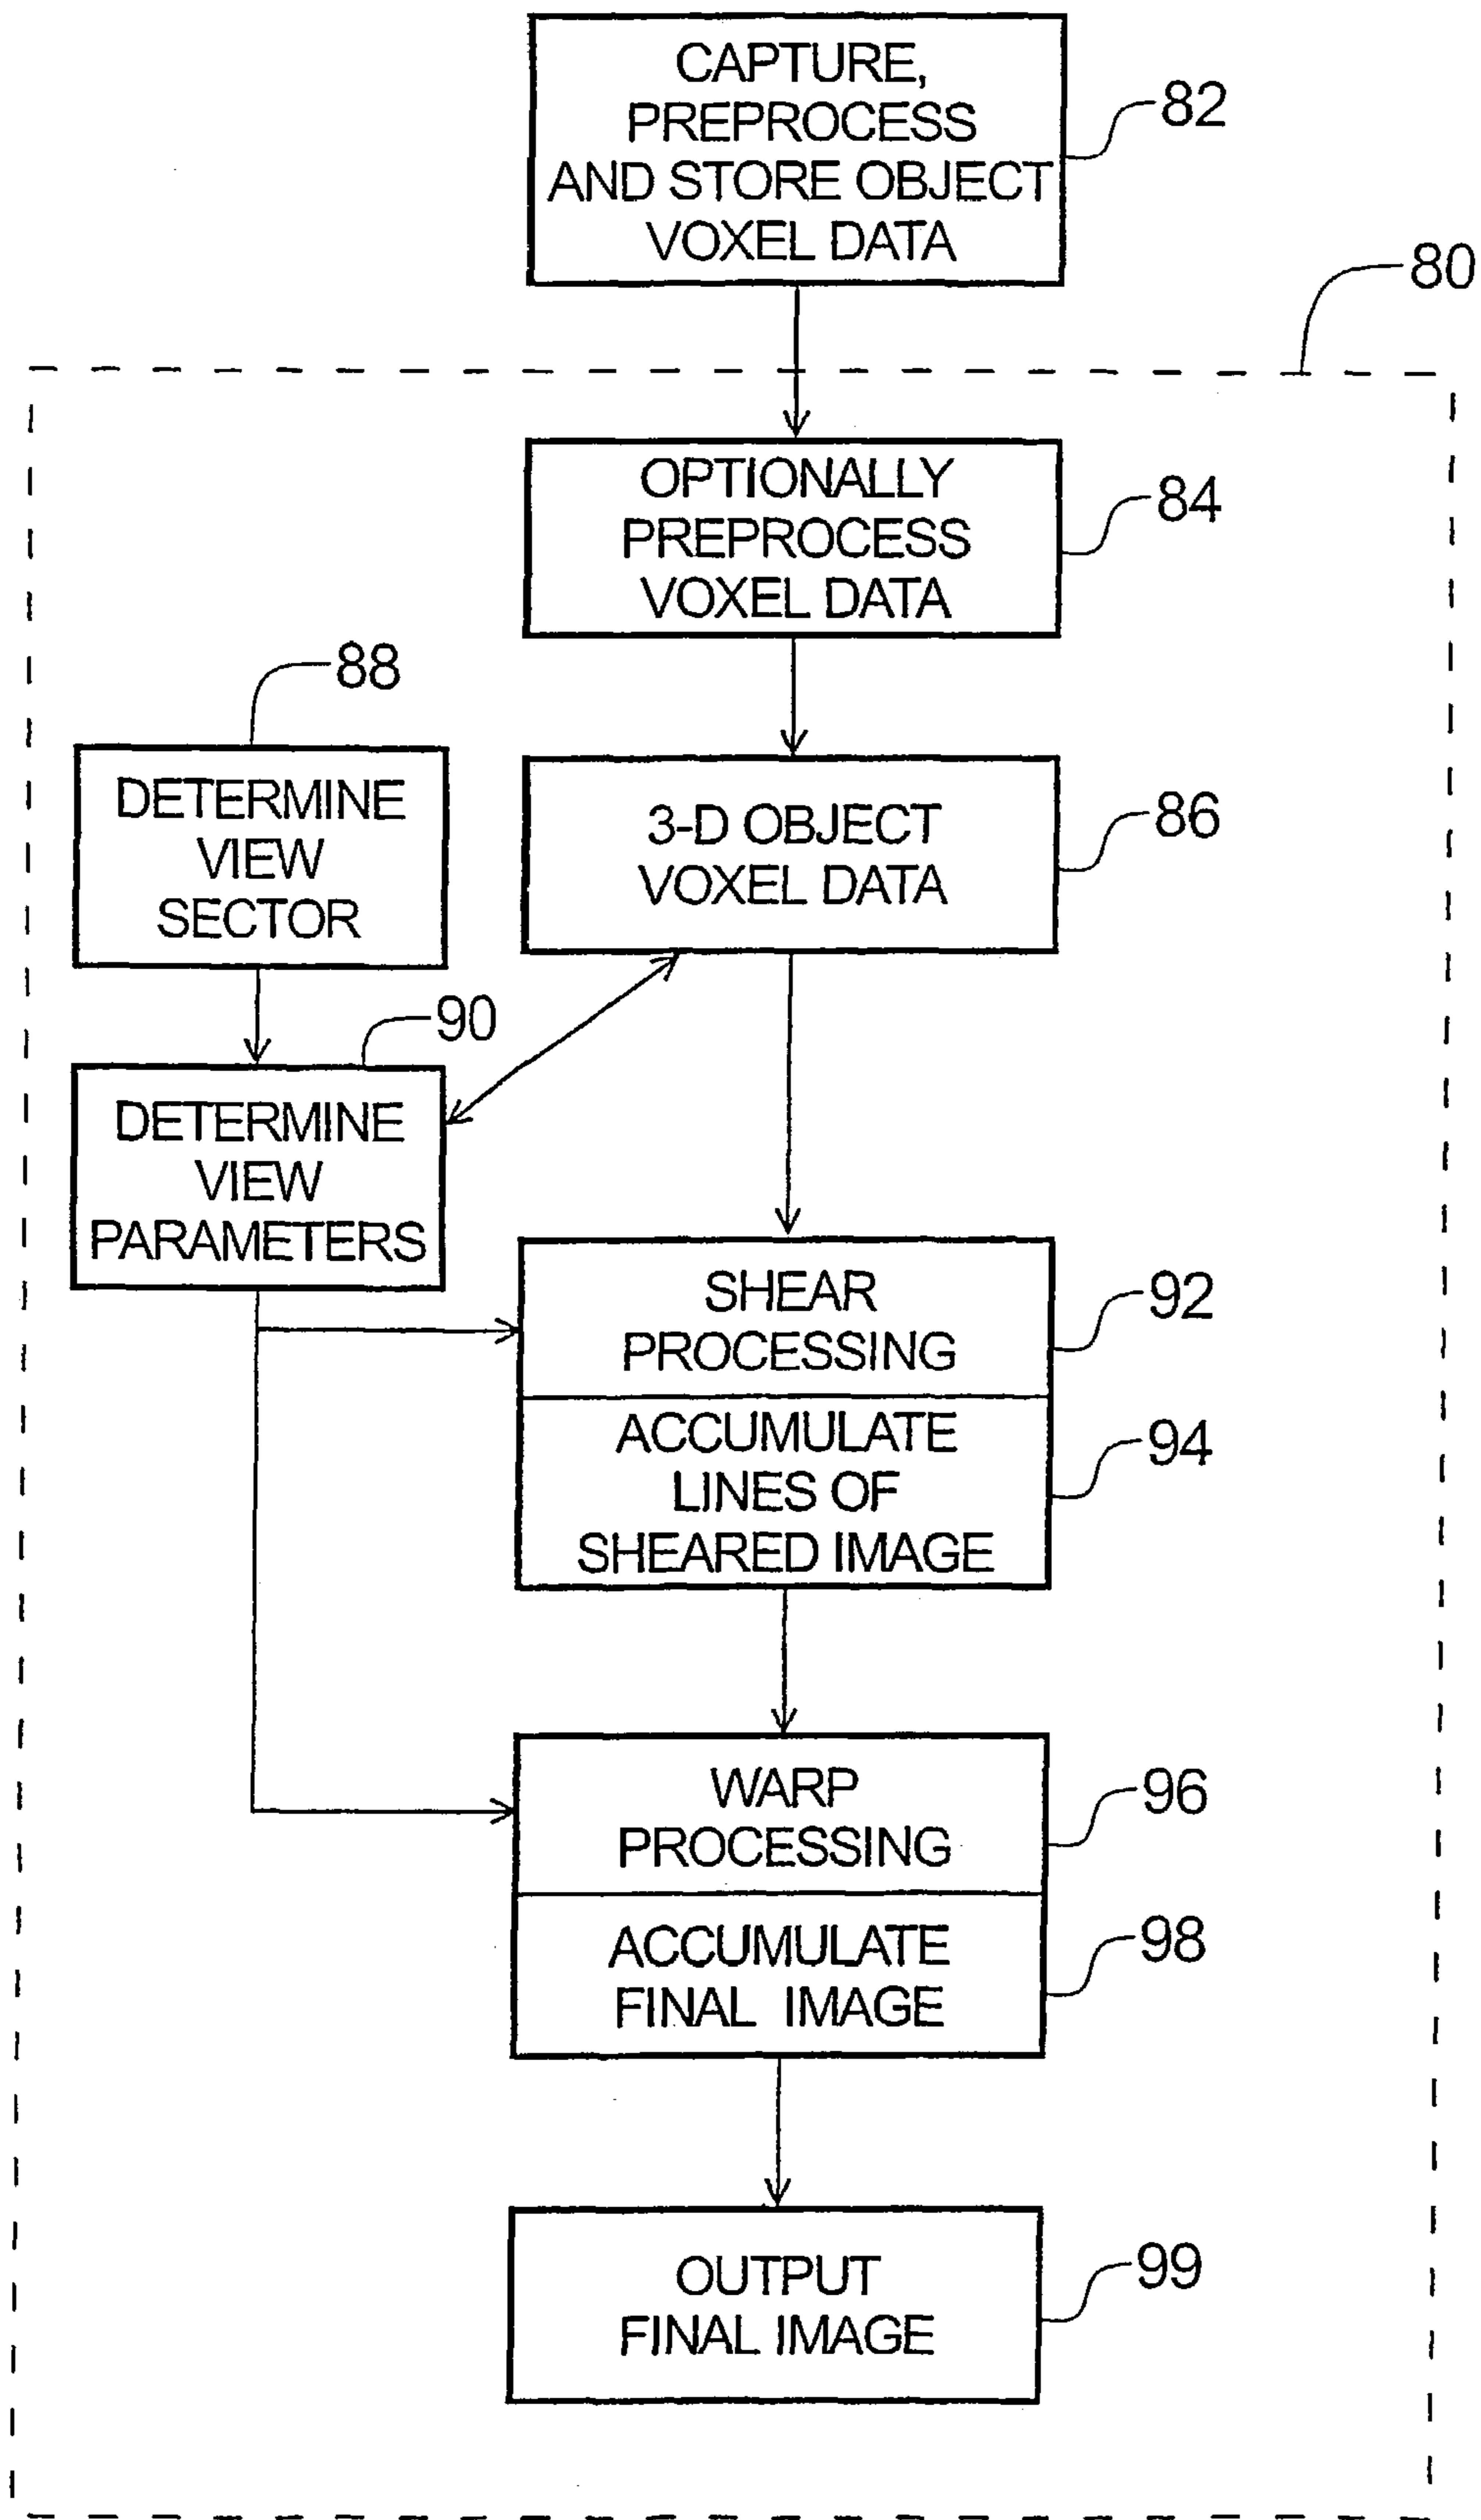 CAPTURE,
PREPROCESS
AND STORE OBJECT
VOXEL DATA
82
80
OPTIONALLY
PREPROCESS
VOXEL DATA
84
88
DETERMINE
VIEW
SECTOR
3-D OBJECT
VOXEL DATA
86
90
DETERMINE
VIEW
PARAMETERS
SHEAR
PROCESSING
92
ACCUMULATE
LINES OF
SHEARED IMAGE
94
WARP
PROCESSING
96
ACCUMULATE
FINAL IMAGE
98
OUTPUT
FINAL IMAGE
99